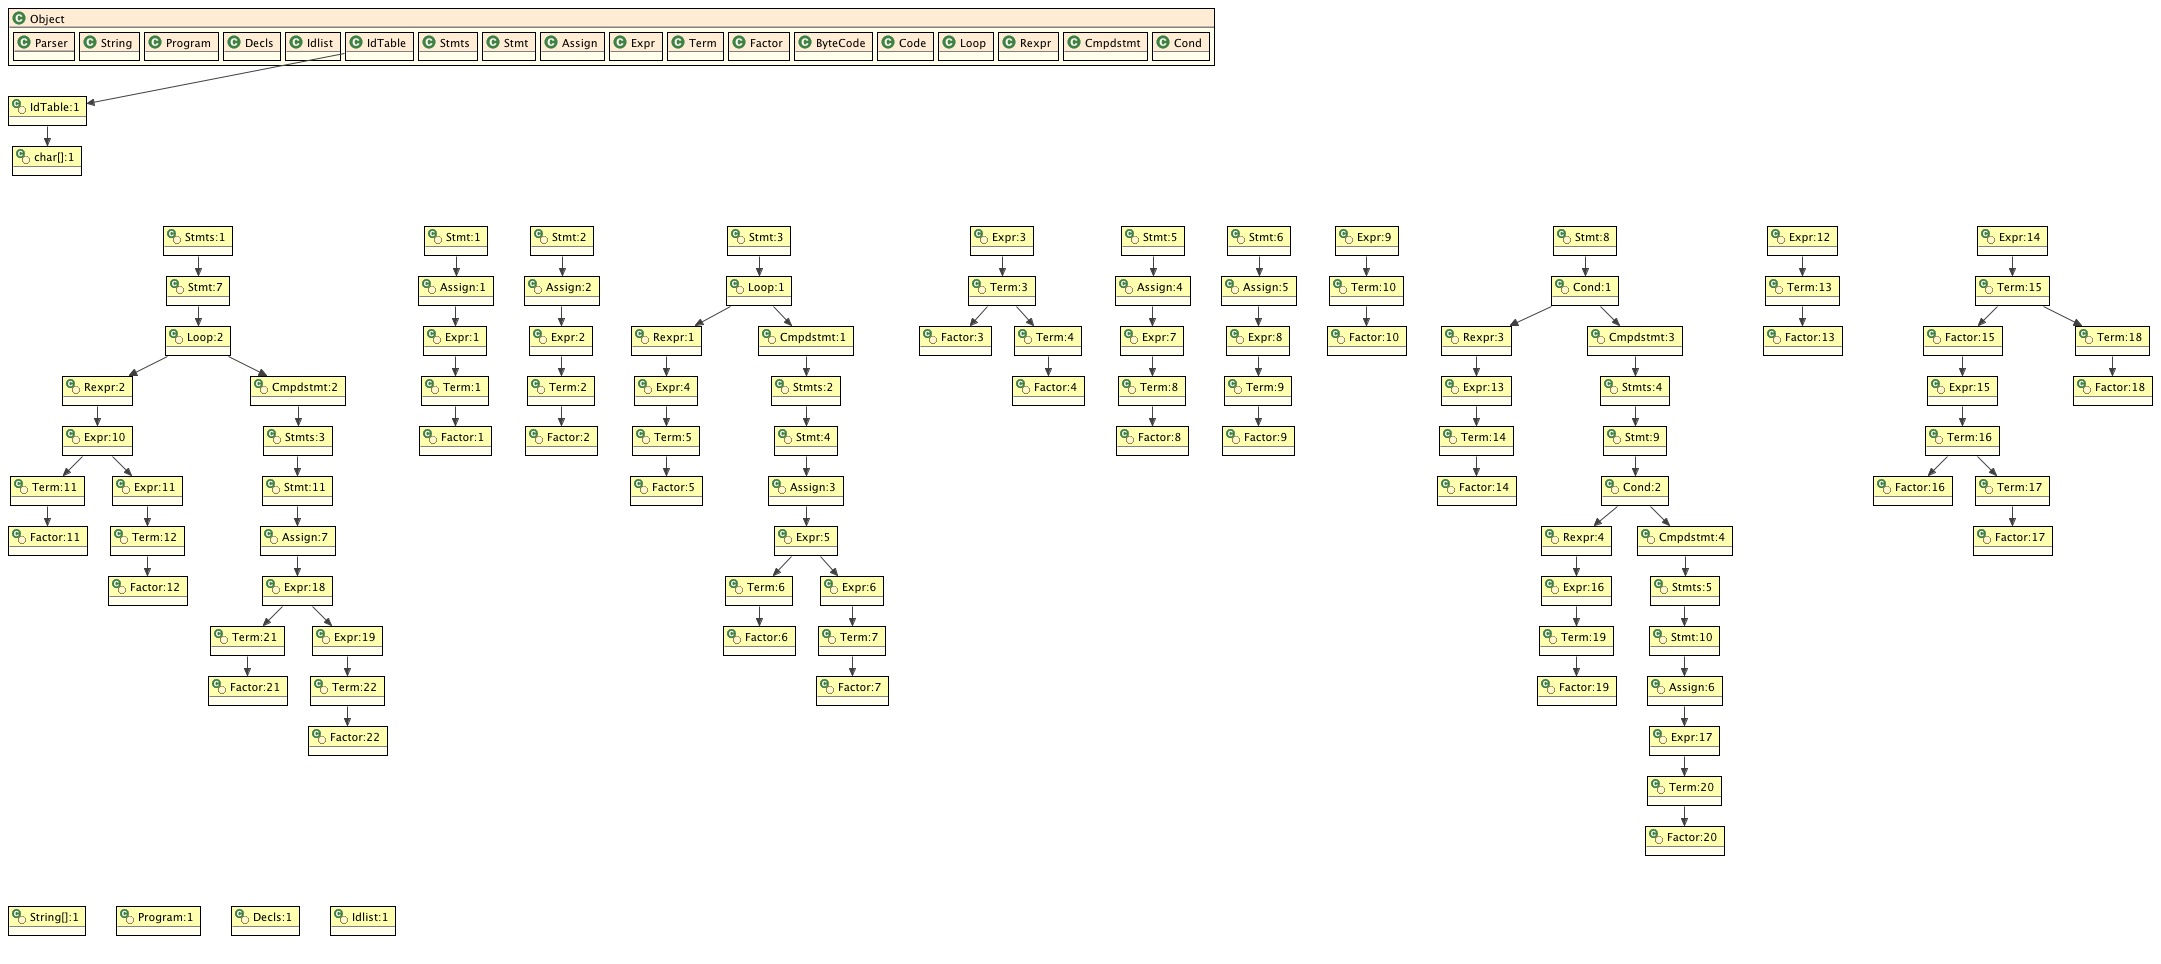 Object
Parser String Program Decls Idlist IdTable Stmts Stmt Assign Expr Term Factor ByteCode Code Loop Rexpr Cmpdstmt Cond
IdTable:1
char[]:1
Stmts:1 Stmt:1 Stmt:2 Stmt:3 Expr:3 Stmt:5 Stmt:6 Expr:9 Stmt:8 Expr:12 Expr:14
Stmt:7 Assign:1 Assign:2 Loop:1 Term:3 Assign:4 Assign:5 Term:10 Cond:1 Term:13 Term:15
Loop:2 Expr:1 Expr:2 Rexpr:1 Cmpdstmt:1 Factor:3 Term:4 Expr:7 Expr:8 Factor:10 Rexpr:3 Cmpdstmt:3 Factor:13 Factor:15 Term:18
Rexpr:2 Cmpdstmt:2 Term:1 Term:2 Expr:4 Stmts:2 Factor:4 Term:8 Term:9 Expr:13 Stmts:4 Expr:15 Factor:18
Expr:10 Stmts:3 Factor:1 Factor:2 Term:5 Stmt:4 Factor:8 Factor:9 Term:14 Stmt:9 Term:16
Term:11 Expr:11 Stmt:11 Factor:5 Assign:3 Factor:14 Cond:2 Factor:16 Term:17
Factor:11 Term:12 Assign:7 Expr:5 Rexpr:4 Cmpdstmt:4 Factor:17
Factor:12 Expr:18 Term:6 Expr:6 Expr:16 Stmts:5
Term:21 Expr:19 Factor:6 Term:7 Term:19 Stmt:10
Factor:21 Term:22 Factor:7 Factor:19 Assign:6
Factor:22 Expr:17
Term:20
Factor:20
String[]:1 Program:1 Decls:1 Idlist:1